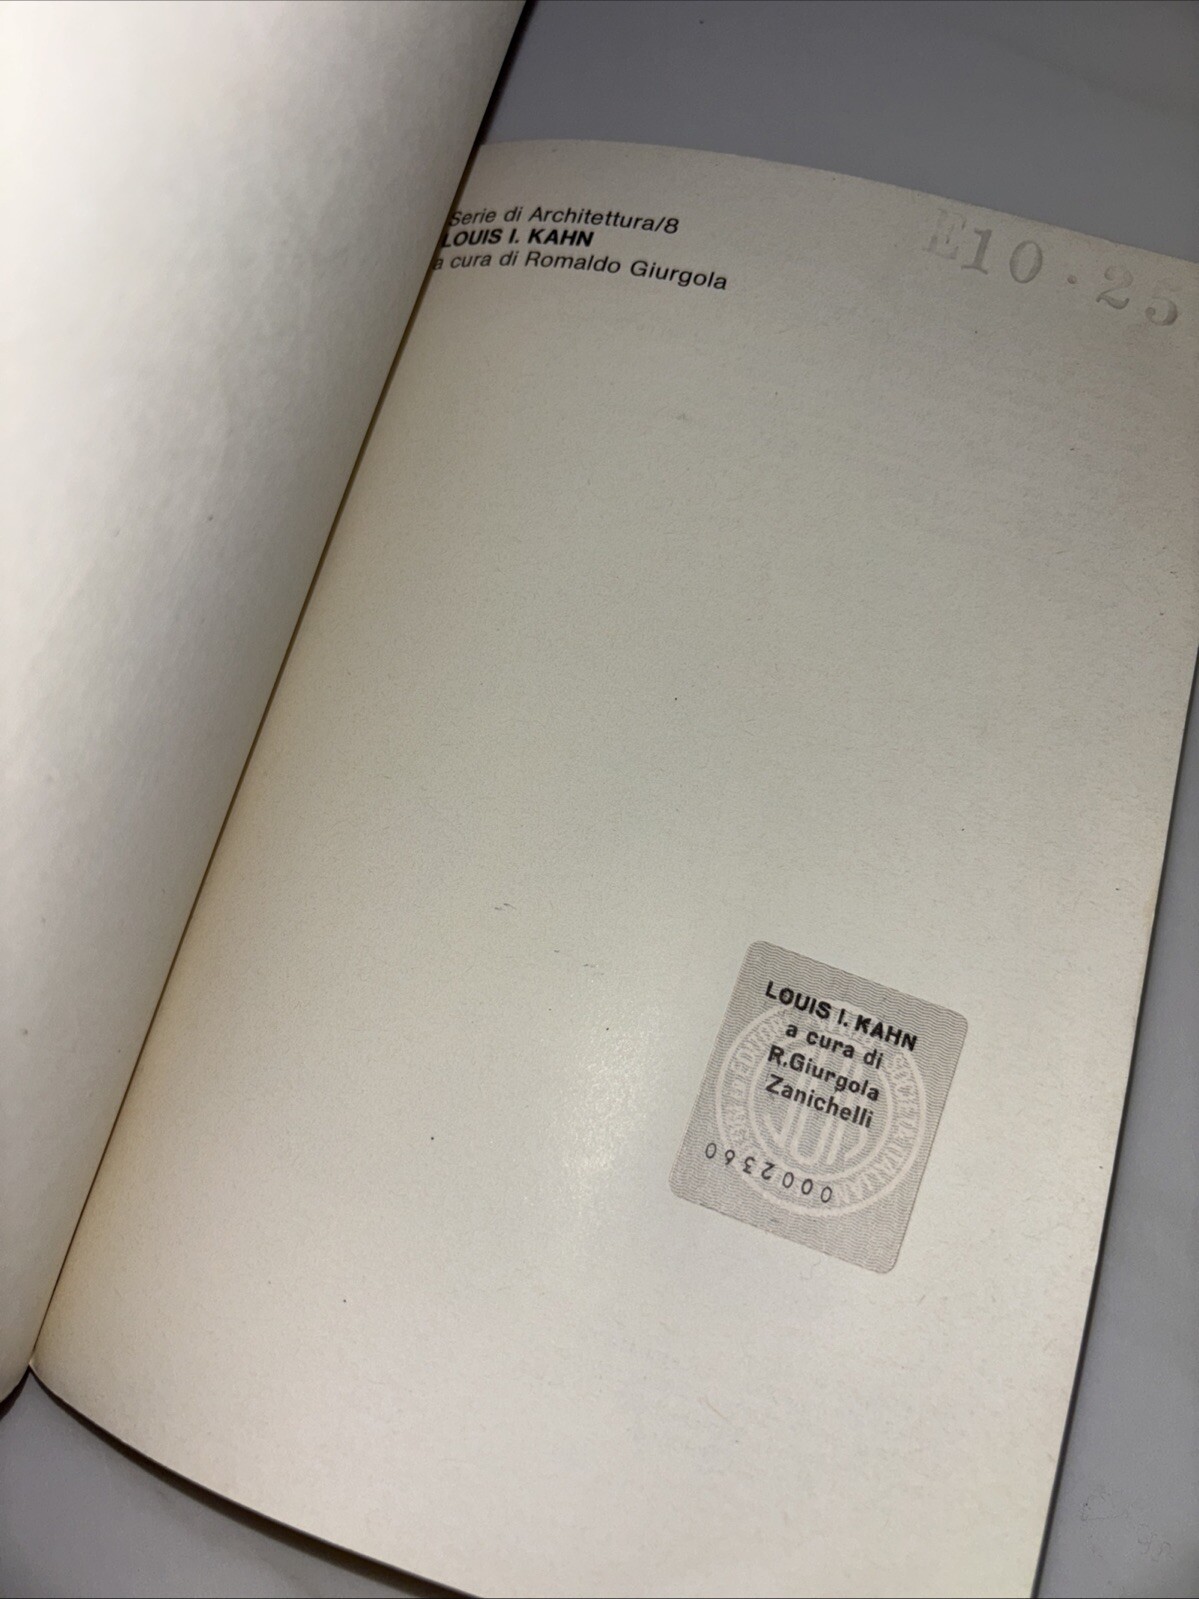 Serie di Architettura/8
LOUIS I. KAHN
a cura di Romaldo Giurgola
E10.25
LOUIS I. KAHN
a cura di
R.Giurgola
Zanichelli
0002360